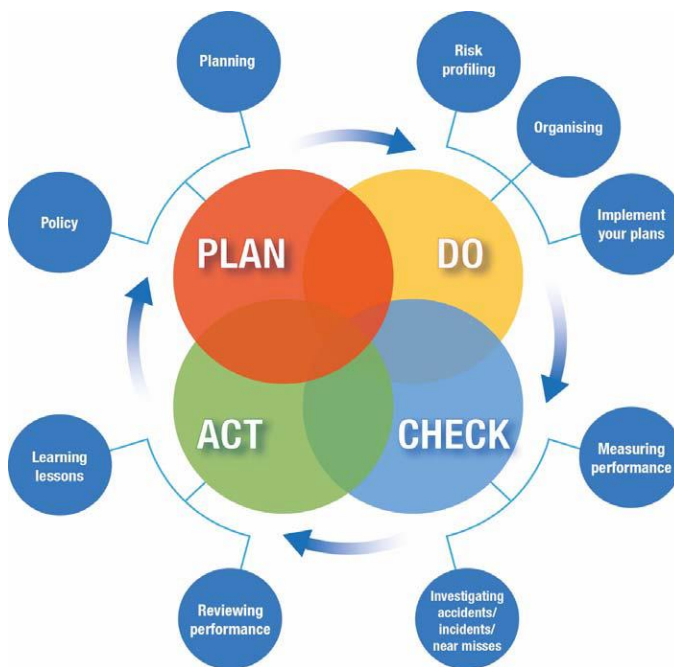 Planning
Risk
profiling
Organising
Policy
Implement
your plans
PLAN
DO
ACT
CHECK
Learning
lessons
Measuring
performance
Reviewing
performance
Investigating
accidents/
incidents/
near misses